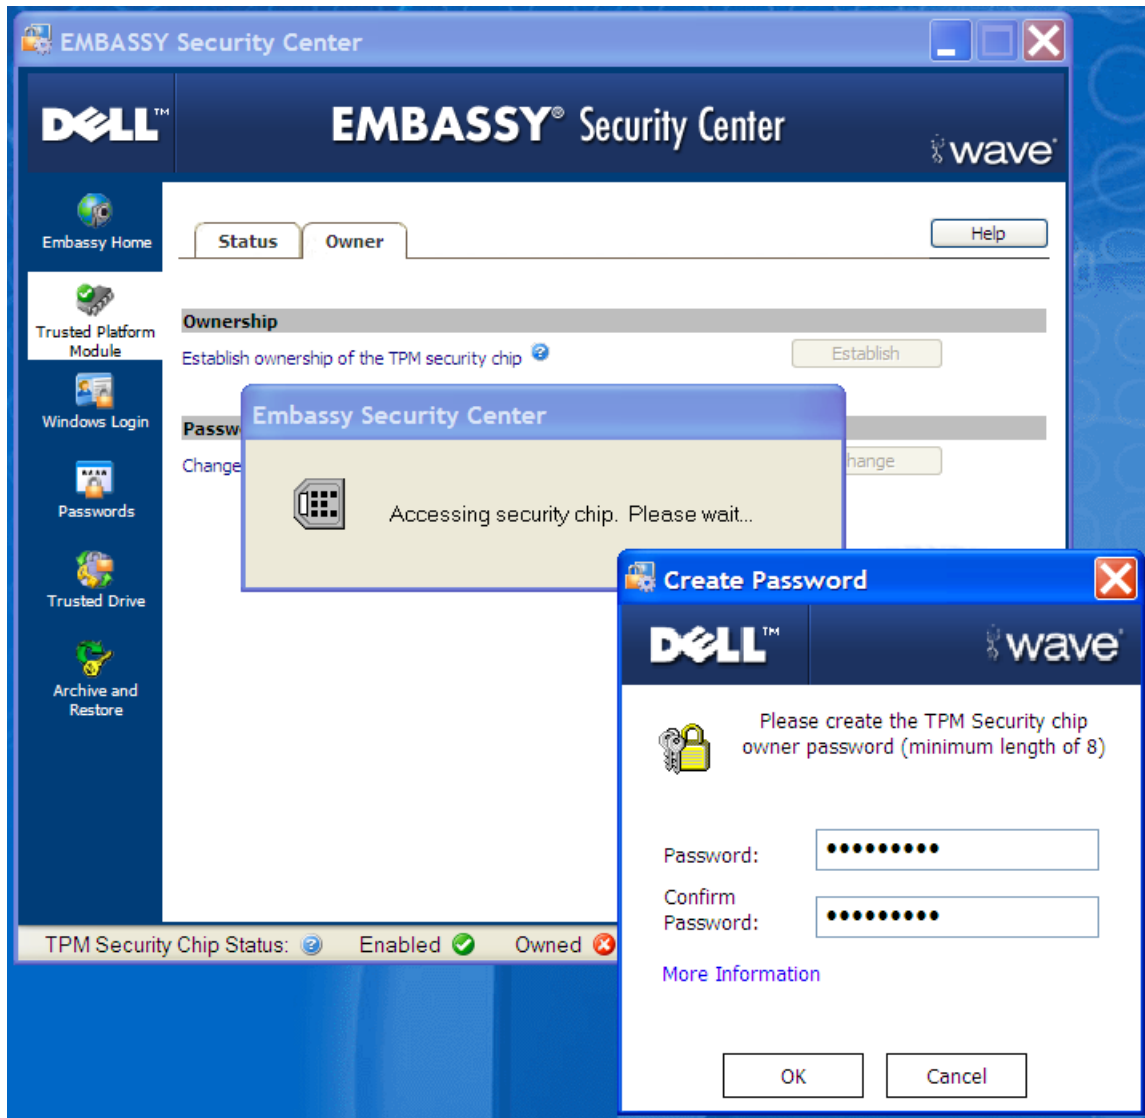 EMBASSY Security Center
DELL™
EMBASSY® Security Center
wave
Embassy Home
Trusted Platform
Module
Windows Login
Passwords
Trusted Drive
Archive and
Restore
Status
Owner
Help
Ownership
Establish ownership of the TPM security chip
Establish
Passw
Change
hange
Embassy Security Center
Accessing security chip. Please wait...
TPM Security Chip Status:
Enabled
Owned
Create Password
DELL™
wave
Please create the TPM Security chip
owner password (minimum length of 8)
Password:
•••••••••
Confirm
Password:
•••••••••
More Information
OK
Cancel